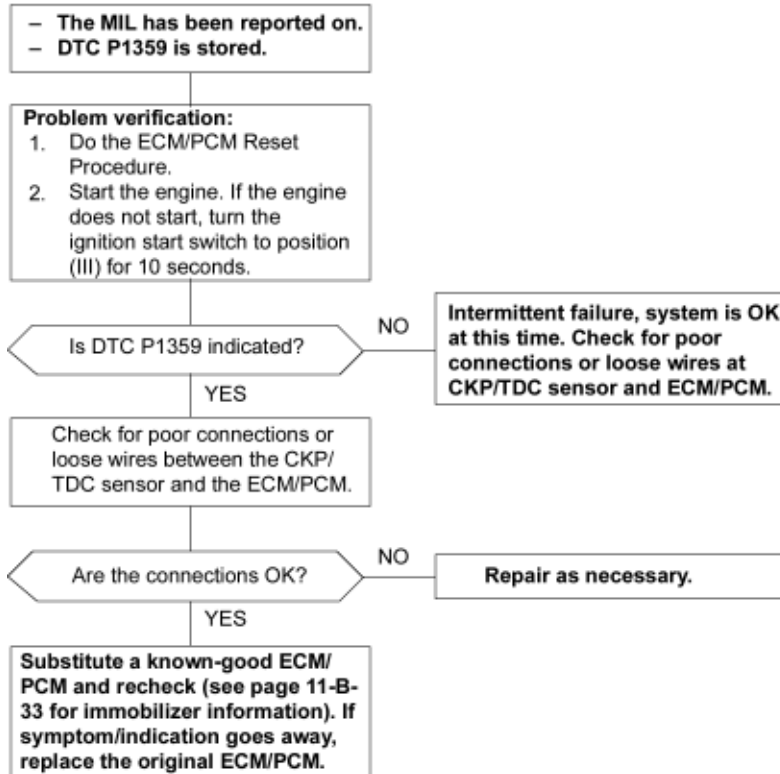 – The MIL has been reported on.
– DTC P1359 is stored.
Problem verification:
1. Do the ECM/PCM Reset
Procedure.
2. Start the engine. If the engine
does not start, turn the
ignition start switch to position
(III) for 10 seconds.
Is DTC P1359 indicated?
NO
Intermittent failure, system is OK
at this time. Check for poor
connections or loose wires at
CKP/TDC sensor and ECM/PCM.
YES
Check for poor connections or
loose wires between the CKP/
TDC sensor and the ECM/PCM.
Are the connections OK?
NO
Repair as necessary.
YES
Substitute a known-good ECM/
PCM and recheck (see page 11-B-
33 for immobilizer information). If
symptom/indication goes away,
replace the original ECM/PCM.